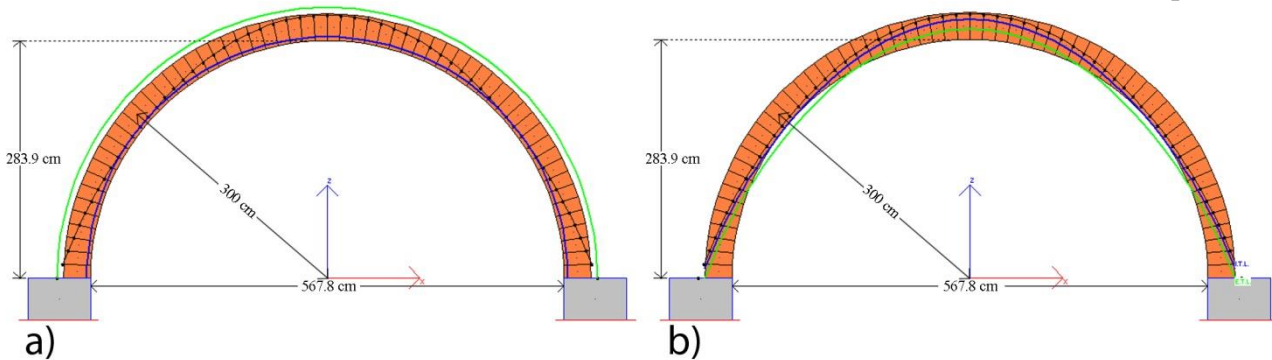 283.9 cm
300 cm
z
x
567.8 cm
a)
283.9 cm
300 cm
z
x
567.8 cm
I.T.L.
E.T.L.
b)